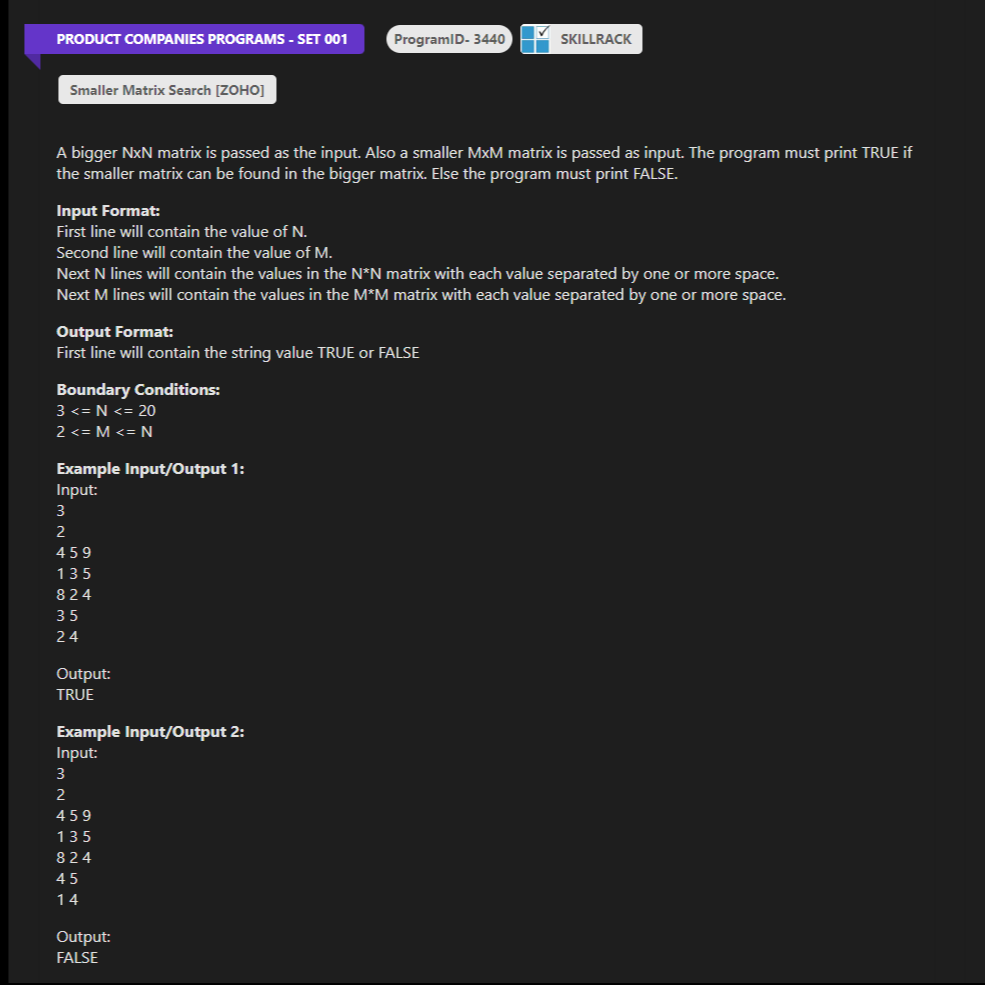 PRODUCT COMPANIES PROGRAMS - SET 001
ProgramID- 3440
SKILLRACK
Smaller Matrix Search [ZOHO]
A bigger NxN matrix is passed as the input. Also a smaller MxM matrix is passed as input. The program must print TRUE if
the smaller matrix can be found in the bigger matrix. Else the program must print FALSE.
Input Format:
First line will contain the value of N.
Second line will contain the value of M.
Next N lines will contain the values in the N*N matrix with each value separated by one or more space.
Next M lines will contain the values in the M*M matrix with each value separated by one or more space.
Output Format:
First line will contain the string value TRUE or FALSE
Boundary Conditions:
3 <= N <= 20
2 <= M <= N
Example Input/Output 1:
Input:
3
2
4 5 9
1 3 5
8 2 4
3 5
2 4
Output:
TRUE
Example Input/Output 2:
Input:
3
2
4 5 9
1 3 5
8 2 4
4 5
1 4
Output:
FALSE